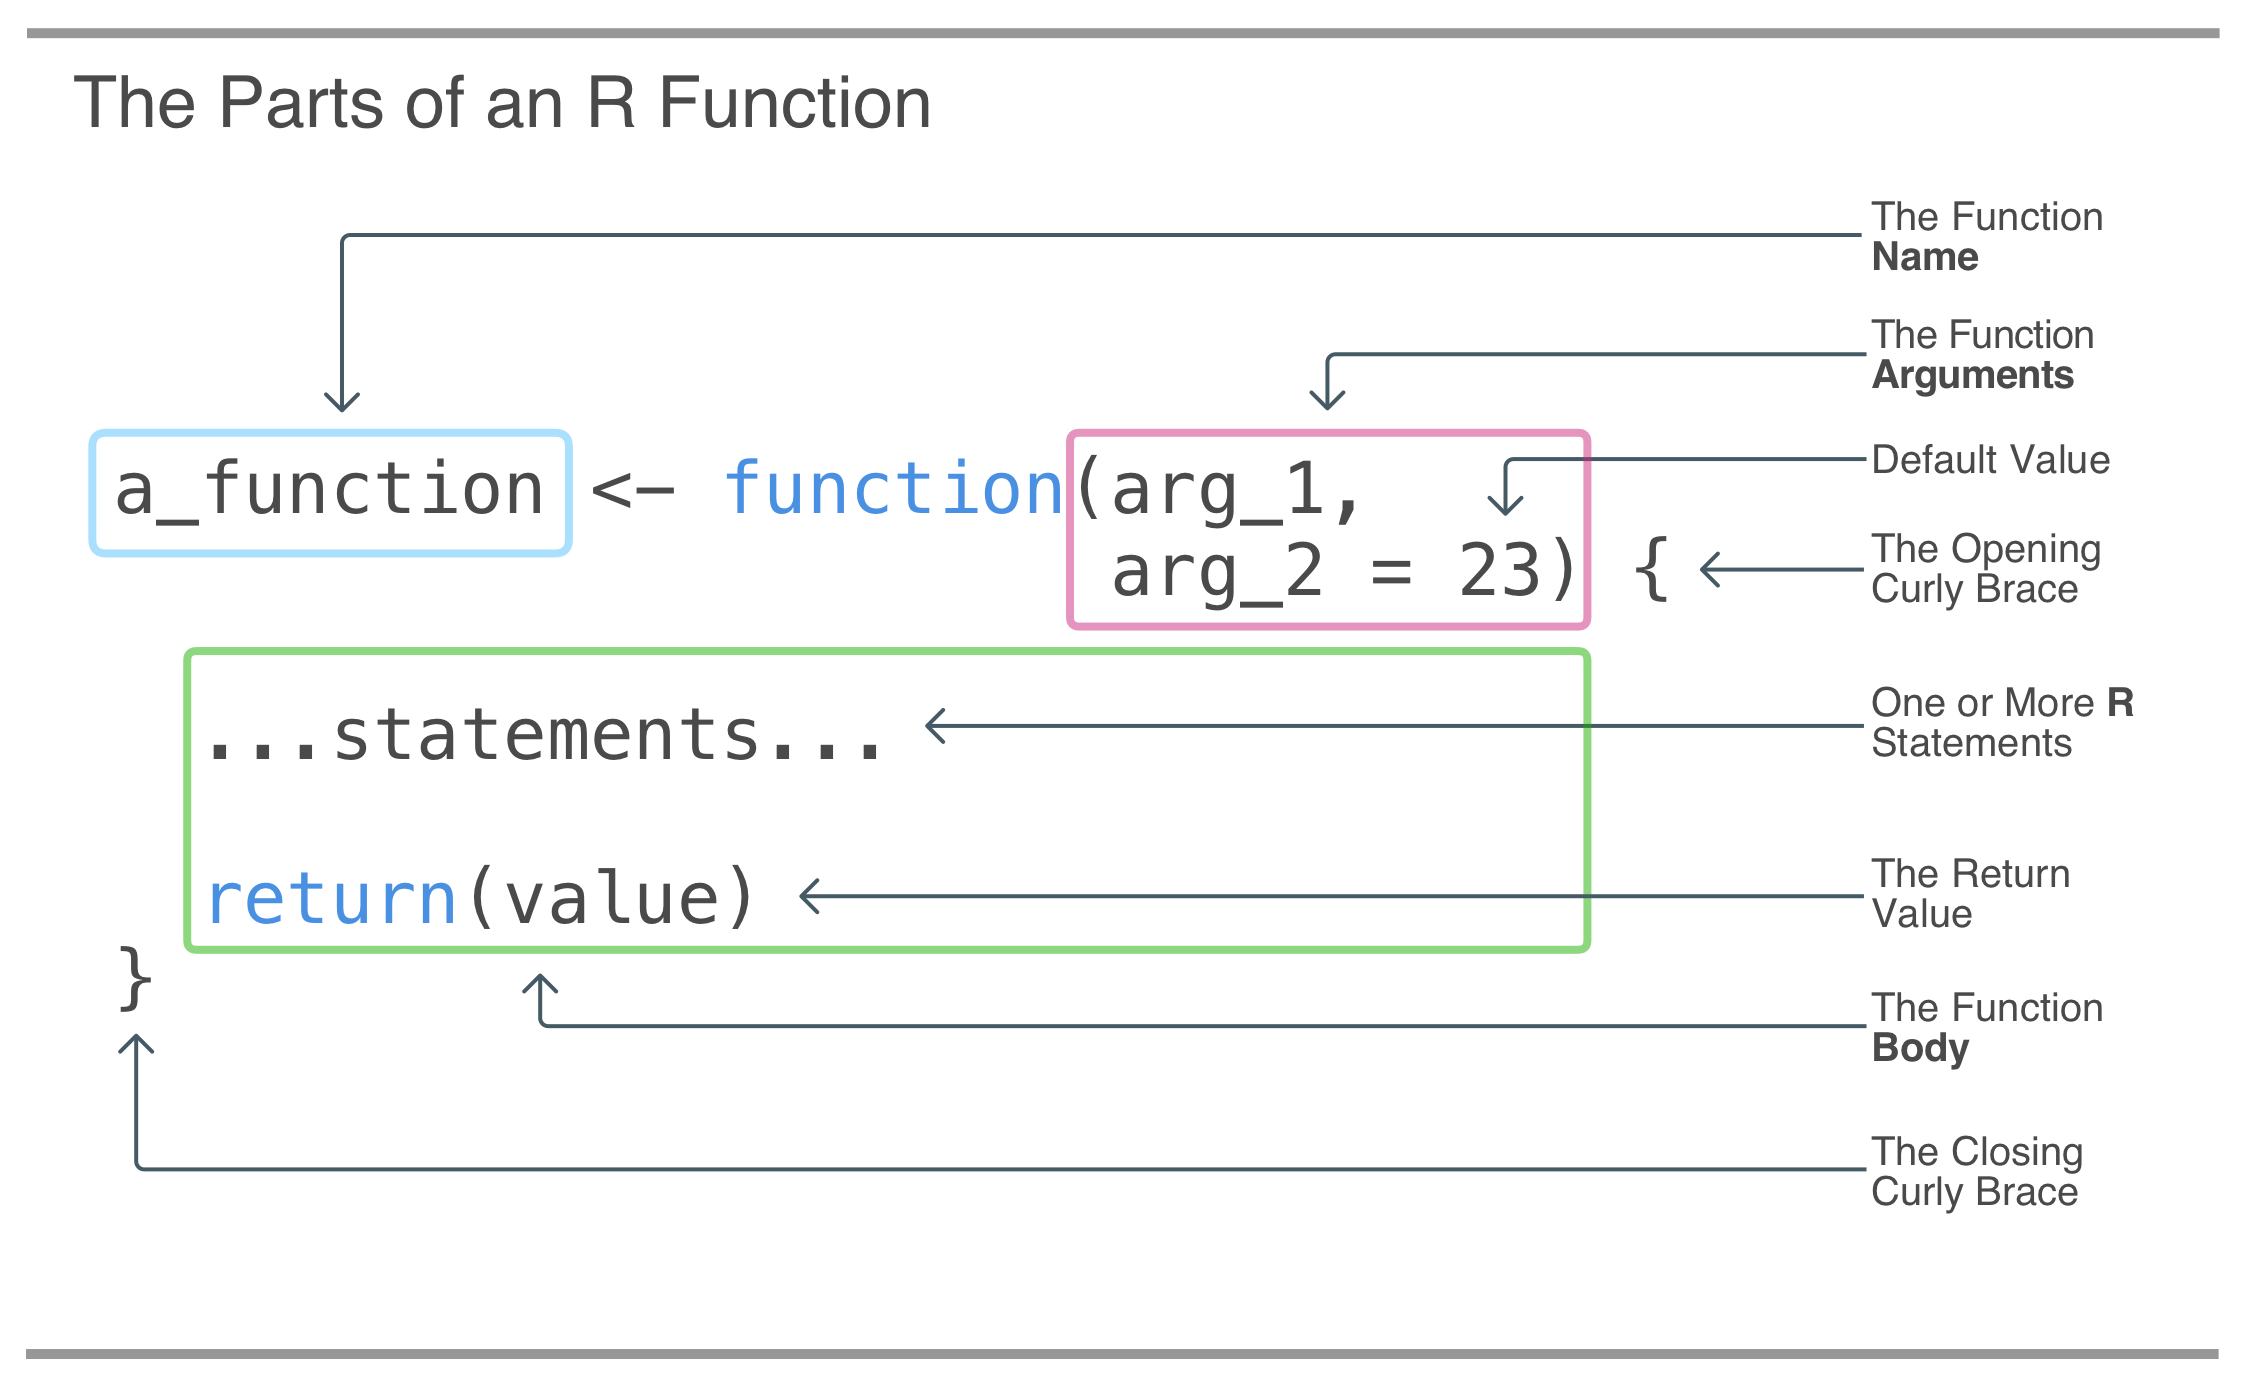 The Parts of an R Function
The Function
Name
The Function
Arguments
Default Value
a_function <- function(arg_1,
arg_2 = 23) {
The Opening
Curly Brace
...statements...
One or More R
Statements
return(value)
The Return
Value
}
The Function
Body
The Closing
Curly Brace